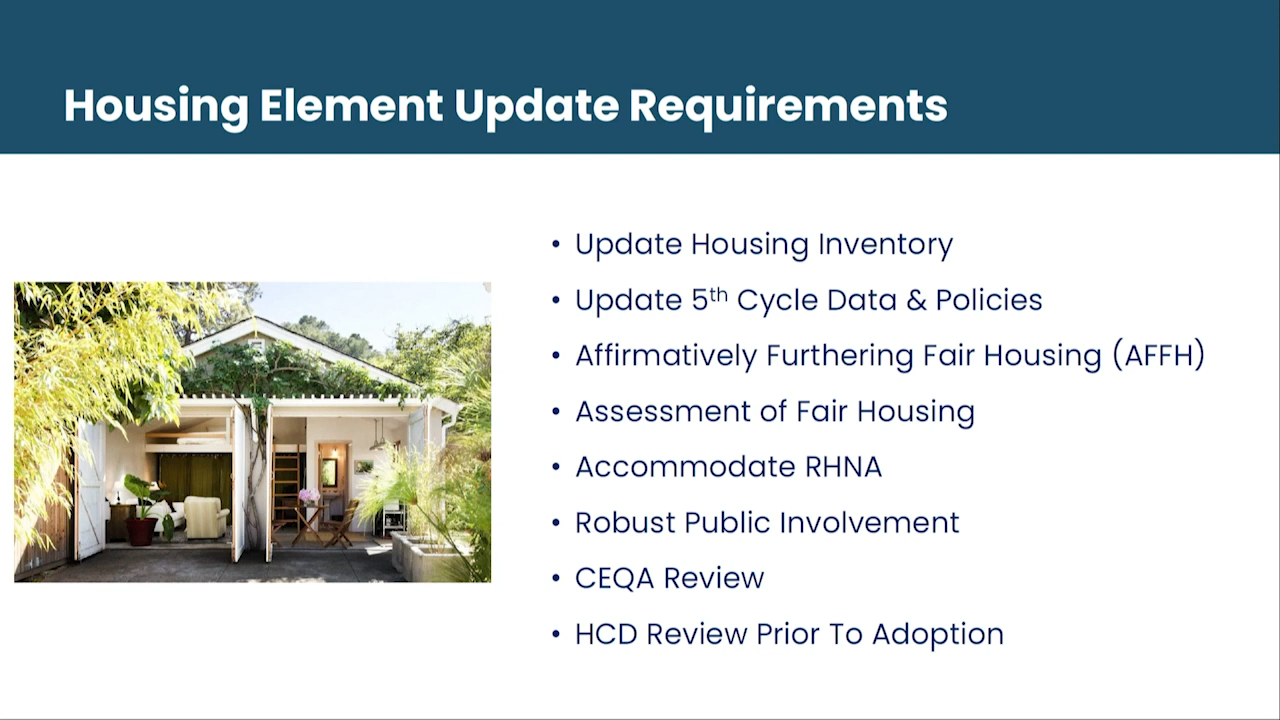 Housing Element Update Requirements
• Update Housing Inventory
• Update 5th Cycle Data & Policies
• Affirmatively Furthering Fair Housing (AFFH)
• Assessment of Fair Housing
• Accommodate RHNA
• Robust Public Involvement
• CEQA Review
• HCD Review Prior To Adoption